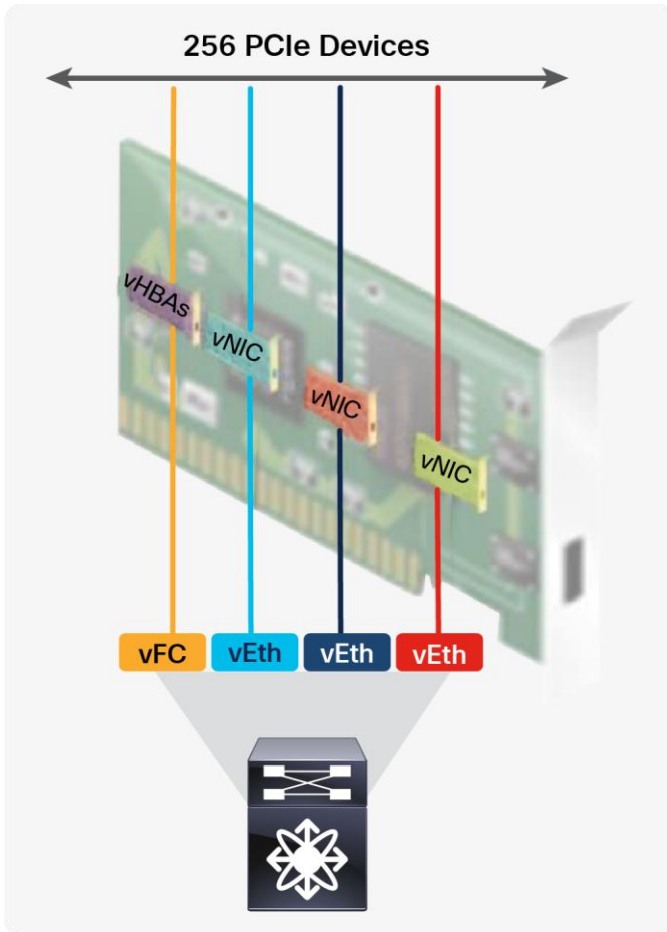 256 PCIe Devices
vHBAs
vNIC
vNIC
vNIC
vFC vEth vEth vEth